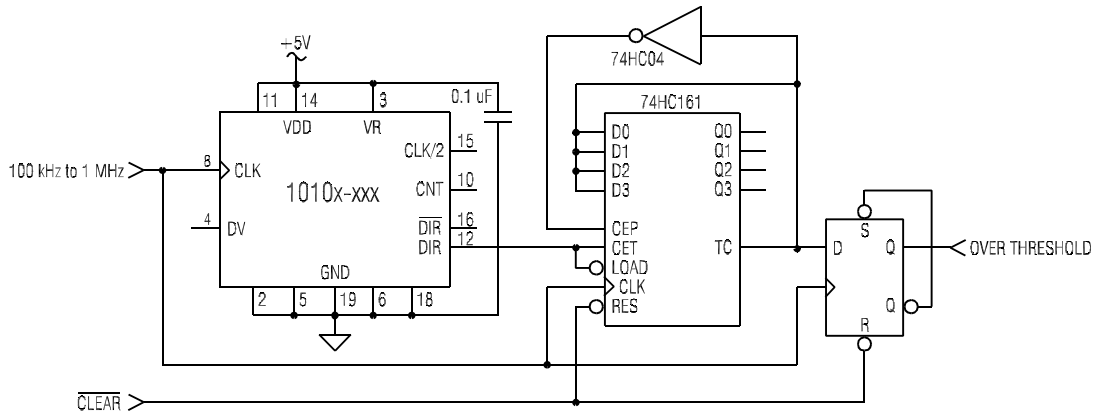 +5V
74HC04
11 14 3 0.1 uF 74HC161
VDD VR
D0 Q0
CLK/2 15
D1 Q1
D2 Q2
100 kHz to 1 MHz 8 CLK
1010x-xxx
CNT 10
D3 Q3
4 DV
DIR 16
CEP
S
DIR 12
CET TC D Q OVER THRESHOLD
GND
LOAD
CLK
2 5 19 6 18
RES
Q
R
CLEAR